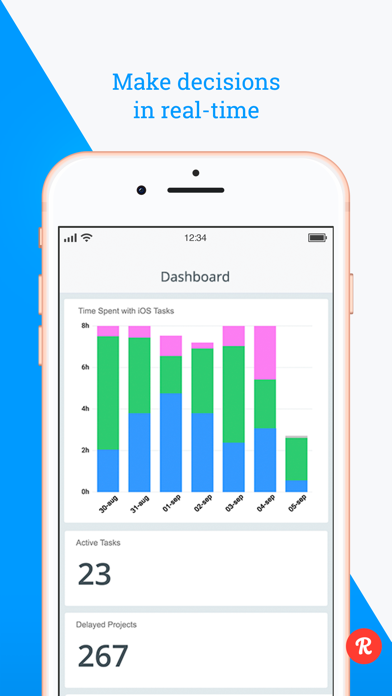 Make decisions
in real-time
12:34
Dashboard
Time Spent with iOS Tasks
8h
6h
4h
2h
0h
30-aug
31-aug
01-sep
02-sep
03-sep
04-sep
05-sep
Active Tasks
23
Delayed Projects
267
R